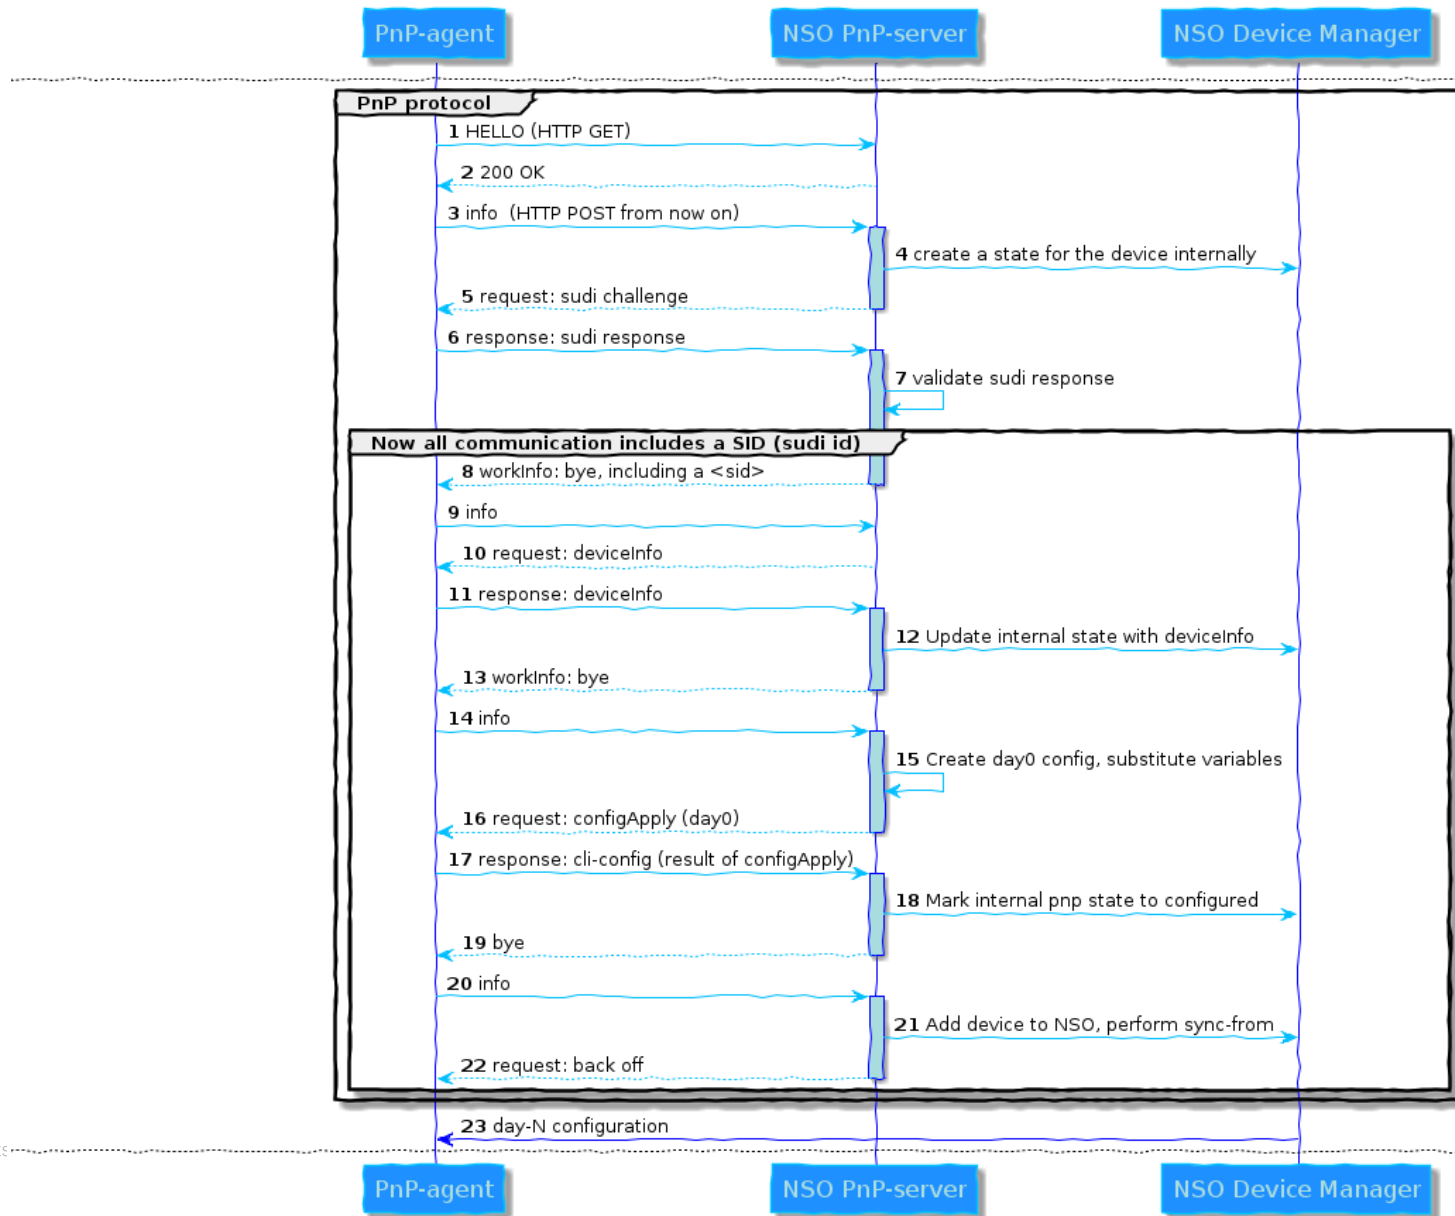 PnP-agent
NSO PnP-server
NSO Device Manager
PnP protocol
1 HELLO (HTTP GET)
2 200 OK
3 info  (HTTP POST from now on)
4 create a state for the device internally
5 request: sudi challenge
6 response: sudi response
7 validate sudi response
Now all communication includes a SID (sudi id)
8 workInfo: bye, including a <sid>
9 info
10 request: deviceInfo
11 response: deviceInfo
12 Update internal state with deviceInfo
13 workInfo: bye
14 info
15 Create day0 config, substitute variables
16 request: configApply (day0)
17 response: cli-config (result of configApply)
18 Mark internal pnp state to configured
19 bye
20 info
21 Add device to NSO, perform sync-from
22 request: back off
23 day-N configuration
PnP-agent
NSO PnP-server
NSO Device Manager